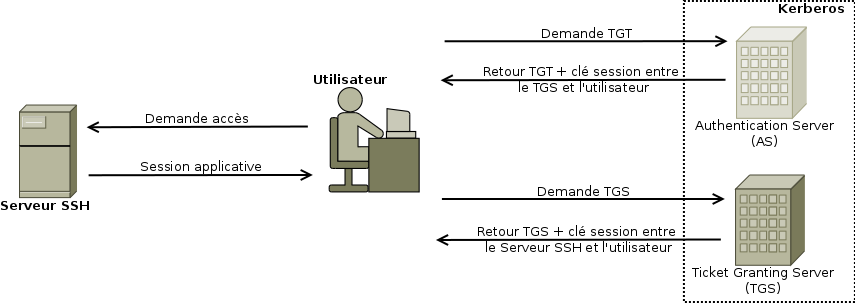 Kerberos
Demande TGT
Retour TGT + clé session entre
le TGS et l'utilisateur
Authentication Server
(AS)
Utilisateur
Demande accès
Session applicative
Serveur SSH
Demande TGS
Retour TGS + clé session entre
le Serveur SSH et l'utilisateur
Ticket Granting Server
(TGS)